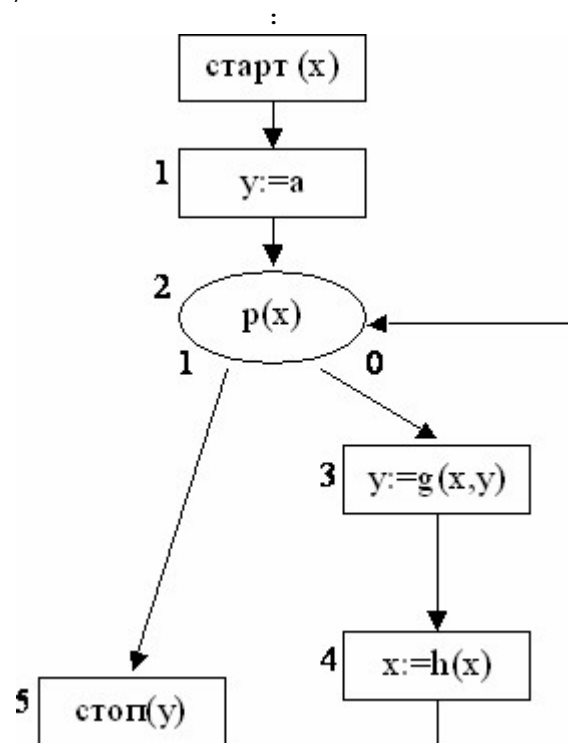 :
старт (x)
1
y:=a
2
p(x)
1
0
3
y:=g(x,y)
4
x:=h(x)
5
стоп(y)